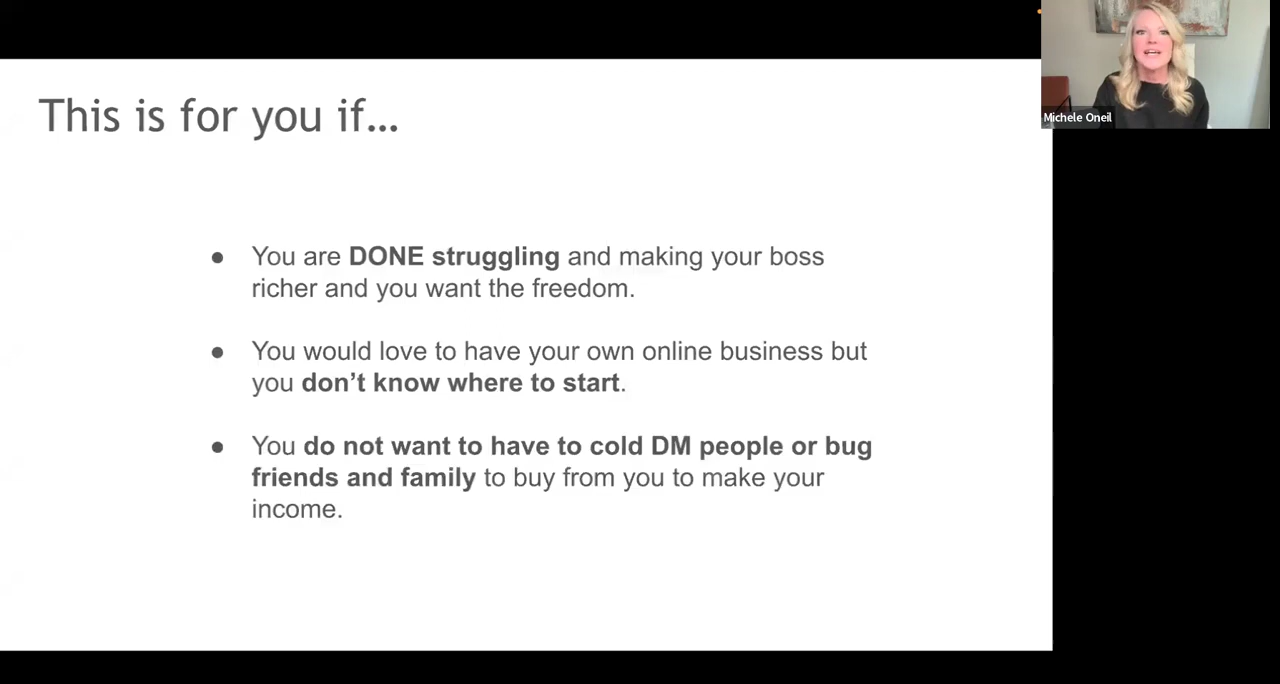 This is for you if…
● You are DONE struggling and making your boss
richer and you want the freedom.
● You would love to have your own online business but
you don’t know where to start.
● You do not want to have to cold DM people or bug
friends and family to buy from you to make your
income.
Michele Oneil